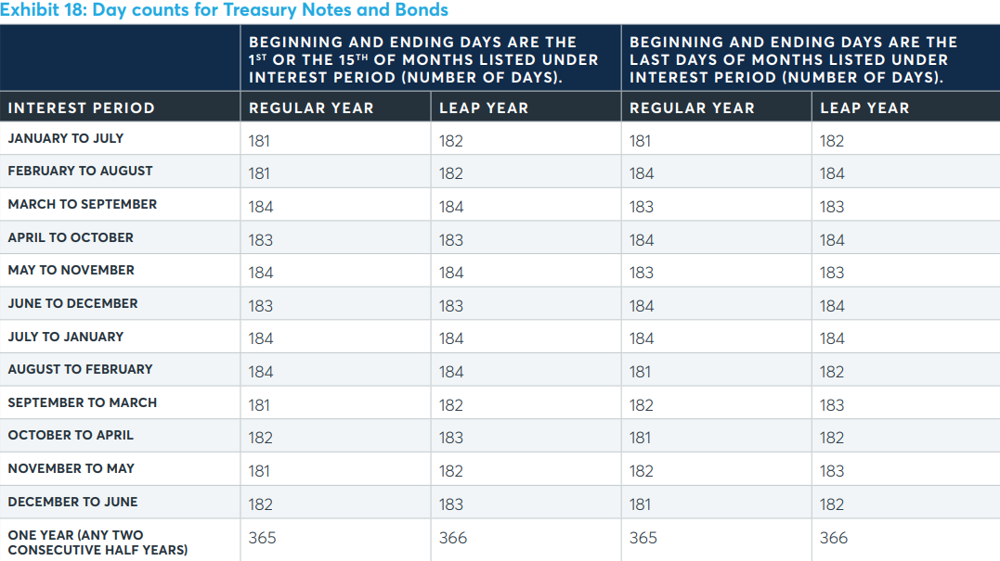 Exhibit 18: Day counts for Treasury Notes and Bonds
BEGINNING AND ENDING DAYS ARE THE
1ST OR THE 15TH OF MONTHS LISTED UNDER
INTEREST PERIOD (NUMBER OF DAYS).
BEGINNING AND ENDING DAYS ARE THE
LAST DAYS OF MONTHS LISTED UNDER
INTEREST PERIOD (NUMBER OF DAYS).
INTEREST PERIOD REGULAR YEAR LEAP YEAR REGULAR YEAR LEAP YEAR
JANUARY TO JULY 181 182 181 182
FEBRUARY TO AUGUST 181 182 184 184
MARCH TO SEPTEMBER 184 184 183 183
APRIL TO OCTOBER 183 183 184 184
MAY TO NOVEMBER 184 184 183 183
JUNE TO DECEMBER 183 183 184 184
JULY TO JANUARY 184 184 184 184
AUGUST TO FEBRUARY 184 184 181 182
SEPTEMBER TO MARCH 181 182 182 183
OCTOBER TO APRIL 182 183 181 182
NOVEMBER TO MAY 181 182 182 183
DECEMBER TO JUNE 182 183 181 182
ONE YEAR (ANY TWO
CONSECUTIVE HALF YEARS) 365 366 365 366